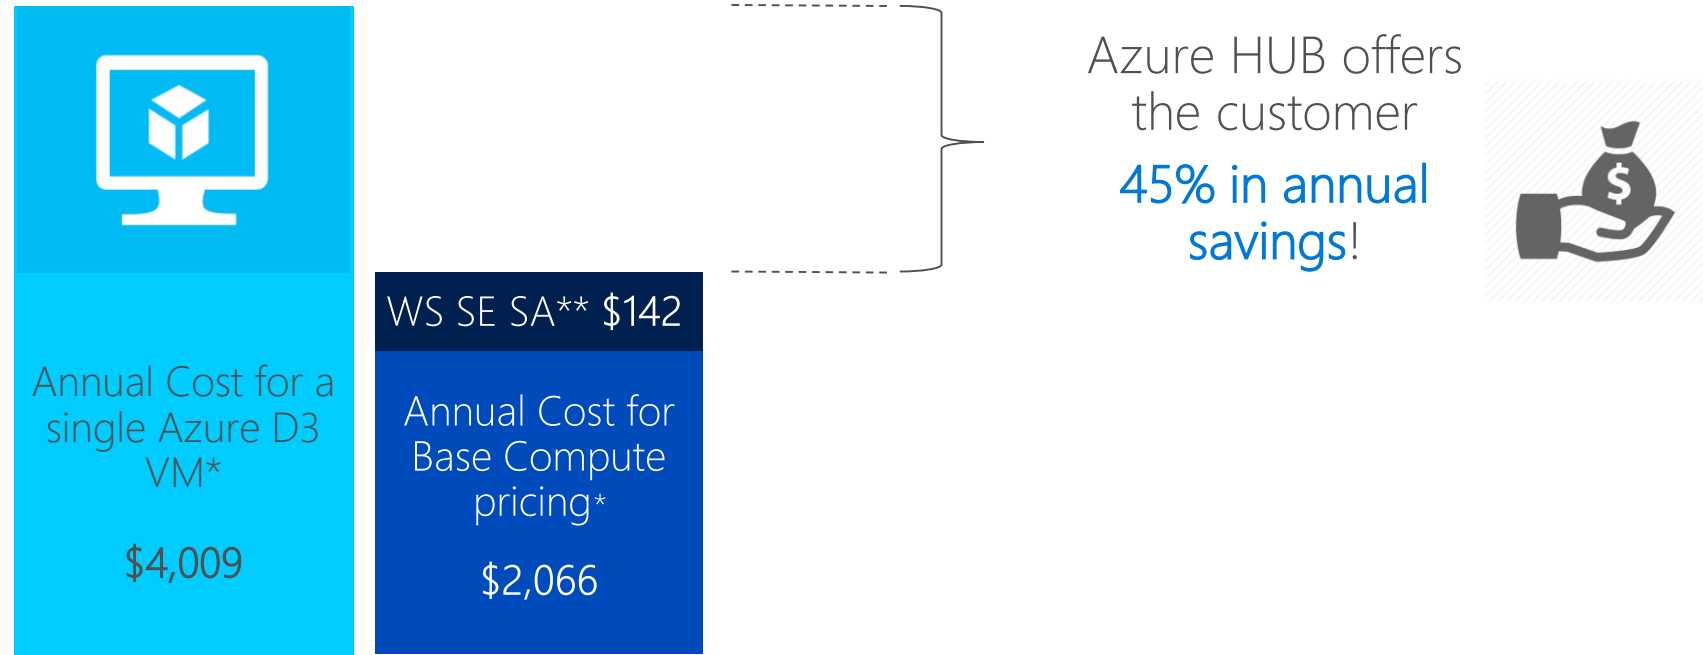 Annual Cost for a
single Azure D3
VM*
$4,009
WS SE SA** $142
Annual Cost for
Base Compute
pricing*
$2,066
Azure HUB offers
the customer
45% in annual
savings!
$